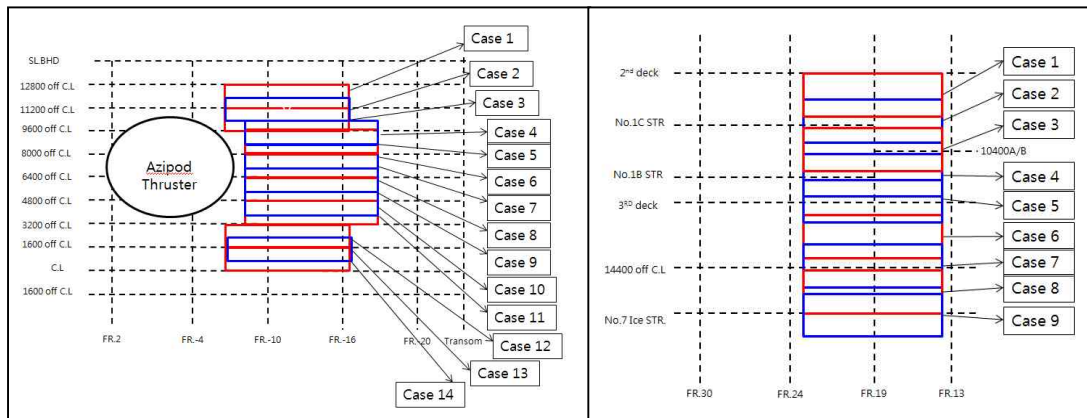 SL.BHD
12800 off C.L
11200 off C.L
9600 off C.L
8000 off C.L
6400 off C.L
4800 off C.L
3200 off C.L
1600 off C.L
C.L
1600 off C.L
Azipod
Thruster
FR.2
FR.-4
FR.-10
FR.-16
FR.-20
Transom
Case 1
Case 2
Case 3
Case 4
Case 5
Case 6
Case 7
Case 8
Case 9
Case 10
Case 11
Case 12
Case 13
Case 14
2nd deck
No.1C STR
No.1B STR
3RD deck
14400 off C.L
No.7 Ice STR.
10400A/B
FR.30
FR.24
FR.19
FR.13
Case 1
Case 2
Case 3
Case 4
Case 5
Case 6
Case 7
Case 8
Case 9